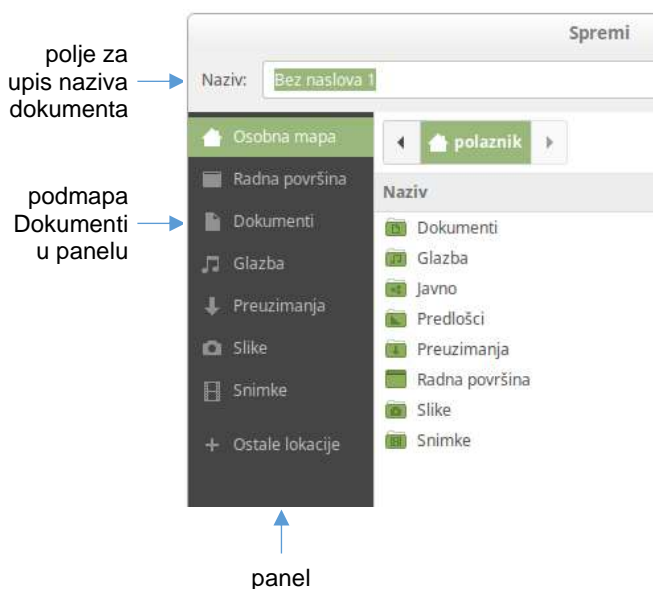 Spremi
polje za
upis naziva
dokumenta
Naziv:
Bez naslova 1
Osobna mapa
Radna površina
podmapa
Dokumenti
u panelu
Dokumenti
Glazba
Preuzimanja
Slike
Snimke
Ostale lokacije
polaznik
Naziv
Dokumenti
Glazba
Javno
Predlošci
Preuzimanja
Radna površina
Slike
Snimke
panel